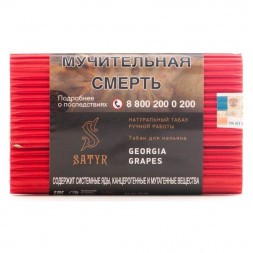 МУЧИТЕЛЬНАЯ
СМЕРТЬ
Подробнее
о последствиях
8 800 200 0 200
НАТУРАЛЬНЫЙ ТАБАК
РУЧНОЙ РАБОТЫ
Табак для кальяна
SATYR
GEORGIA
GRAPES
СОДЕРЖИТ СИСТЕМНЫЕ ЯДЫ, КАНЦЕРОГЕННЫЕ И МУТАГЕННЫЕ ВЕЩЕСТВА